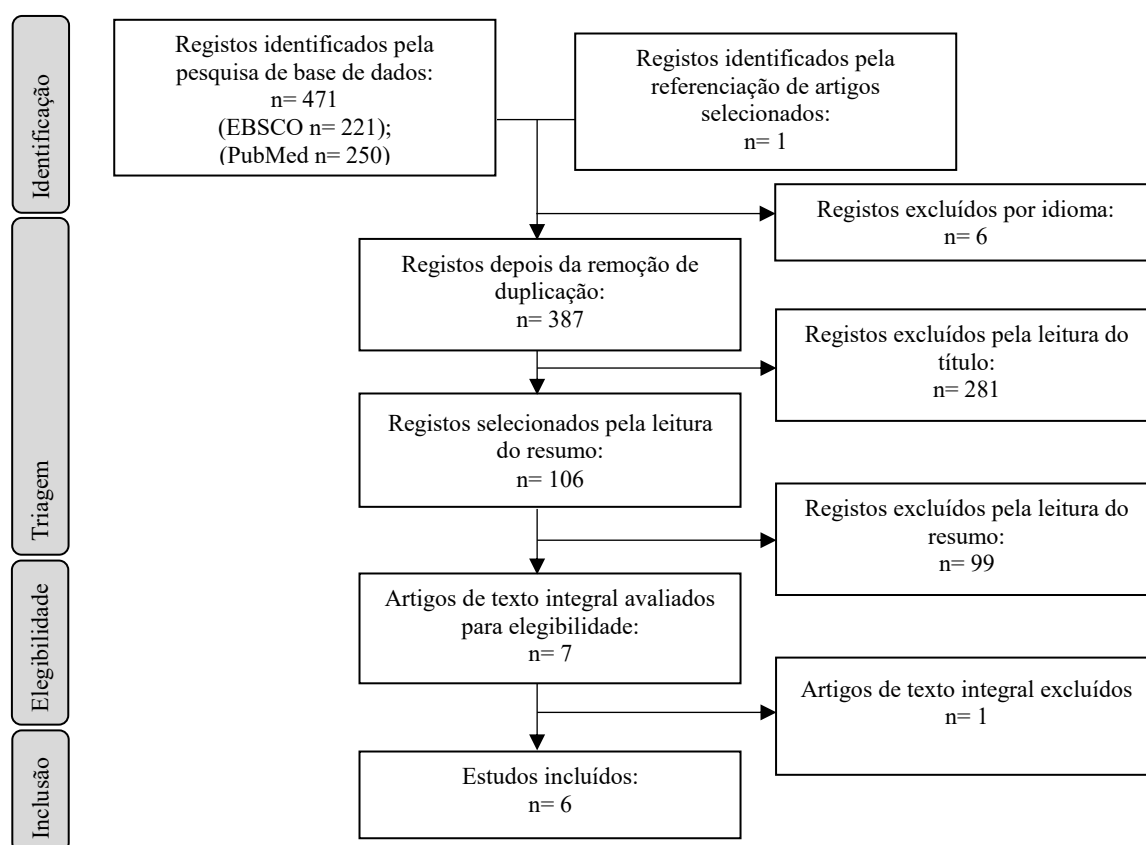 Identificação
Registos identificados pela
pesquisa de base de dados:
n= 471
(EBSCO n= 221);
(PubMed n= 250)
Registos identificados pela
referenciação de artigos
selecionados:
n= 1
Registos excluídos por idioma:
n= 6
Triagem
Registos depois da remoção de
duplicação:
n= 387
Registos excluídos pela leitura do
título:
n= 281
Registos selecionados pela leitura
do resumo:
n= 106
Registos excluídos pela leitura do
resumo:
n= 99
Elegibilidade
Artigos de texto integral avaliados
para elegibilidade:
n= 7
Artigos de texto integral excluídos
n= 1
Inclusão
Estudos incluídos:
n= 6